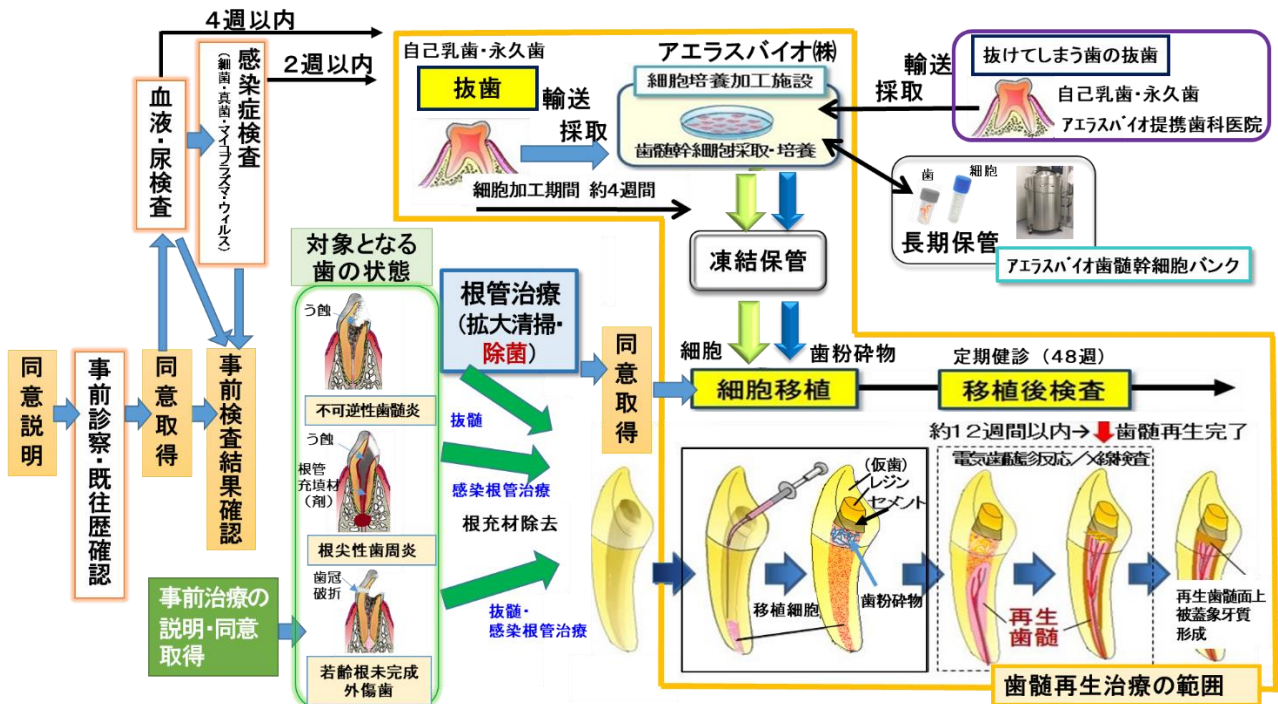 4週以内
2週以内
血液・尿検査
感染症検査
(細菌・真菌・マイコプラズマ・ウィルス)
同意説明
事前診察・既往歴確認
同意取得
事前検査結果確認
事前治療の
説明・同意
取得
対象となる
歯の状態
う蝕
不可逆性歯髄炎
う蝕
根管
充填材
(剤)
根尖性歯周炎
歯冠
破折
若齢根未完成
外傷歯
根管治療
(拡大清掃・
除菌)
抜髄
感染根管治療
根充材除去
抜髄・
感染根管治療
同意取得
自己乳歯・永久歯
抜歯
輸送
採取
細胞加工期間 約4週間
アエラスバイオ㈱
細胞培養加工施設
歯髄幹細胞採取・培養
輸送
採取
抜けてしまう歯の抜歯
自己乳歯・永久歯
アエラスバイオ提携歯科医院
歯
細胞
長期保管
アエラスバイオ歯髄幹細胞バンク
凍結保管
細胞
歯粉砕物
細胞移植
定期健診(48週)
移植後検査
約12週間以内→
歯髄再生完了
電気歯髄診反応/X線検査
(仮歯)
レジン
セメント
移植細胞
歯粉砕物
再生
歯髄
再生歯髄面上
被蓋象牙質
形成
歯髄再生治療の範囲